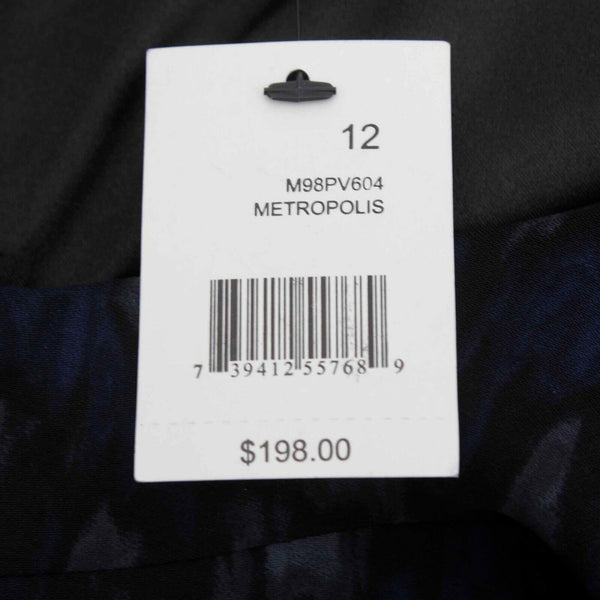 12
M98PV604
METROPOLIS
7 39412 55768 9
$198.00